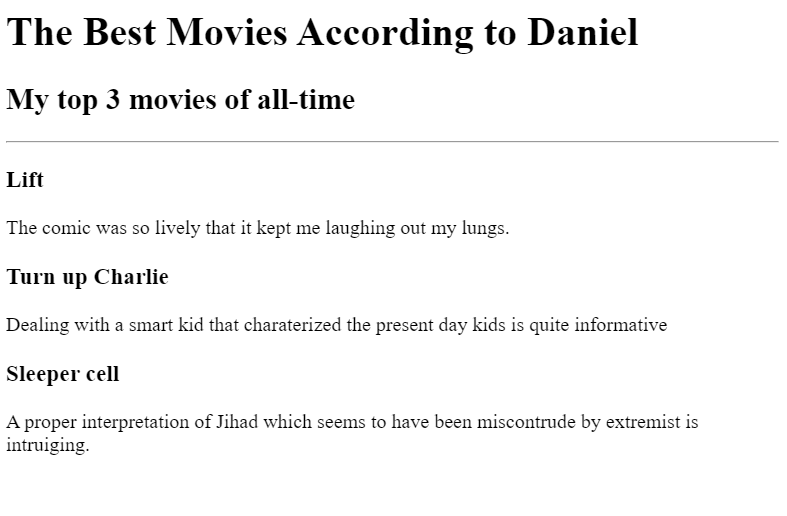 The Best Movies According to Daniel
My top 3 movies of all-time
Lift
The comic was so lively that it kept me laughing out my lungs.
Turn up Charlie
Dealing with a smart kid that charaterized the present day kids is quite informative
Sleeper cell
A proper interpretation of Jihad which seems to have been miscontrude by extremist is
intruiging.